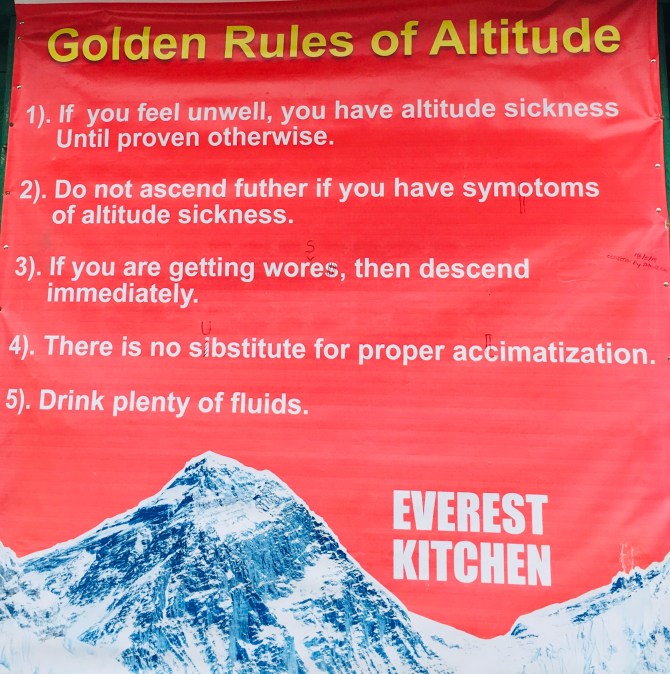 Golden Rules of Altitude
1). If you feel unwell, you have altitude sickness
Until proven otherwise.
2). Do not ascend futher if you have symotoms
of altitude sickness.
S
3). If you are getting wores, then descend
immediately.
U
4). There is no sibstitute for proper accimatization.
5). Drink plenty of fluids.
EVEREST
KITCHEN